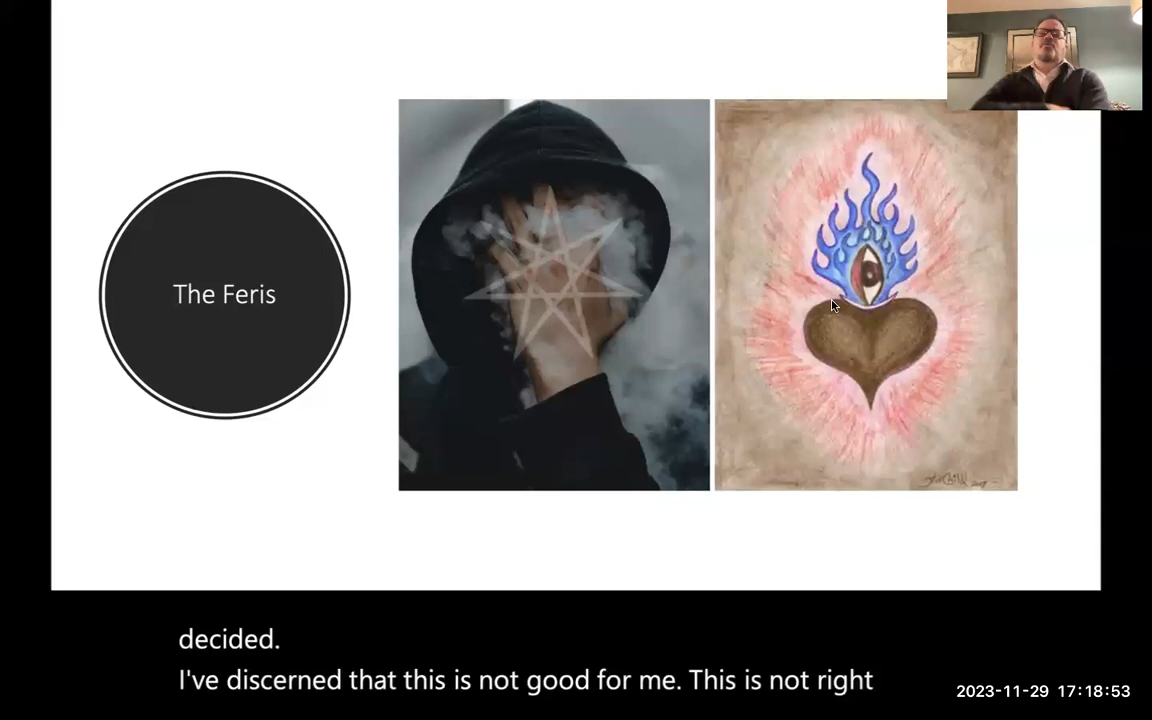 The Feris
decided.
I've discerned that this is not good for me. This is not right
2023-11-29 17:18:53